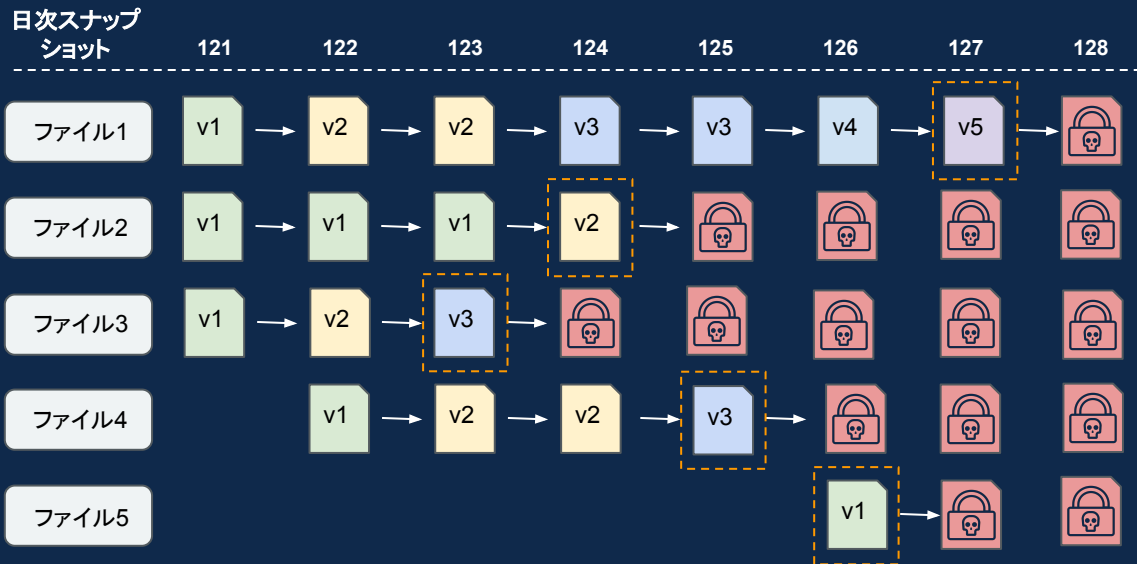 日次スナップ
ショット 121 122 123 124 125 126 127 128
ファイル1 v1 v2 v2 v3 v3 v4 v5
ファイル2 v1 v1 v1 v2
ファイル3 v1 v2 v3
ファイル4 v1 v2 v2 v3
ファイル5 v1